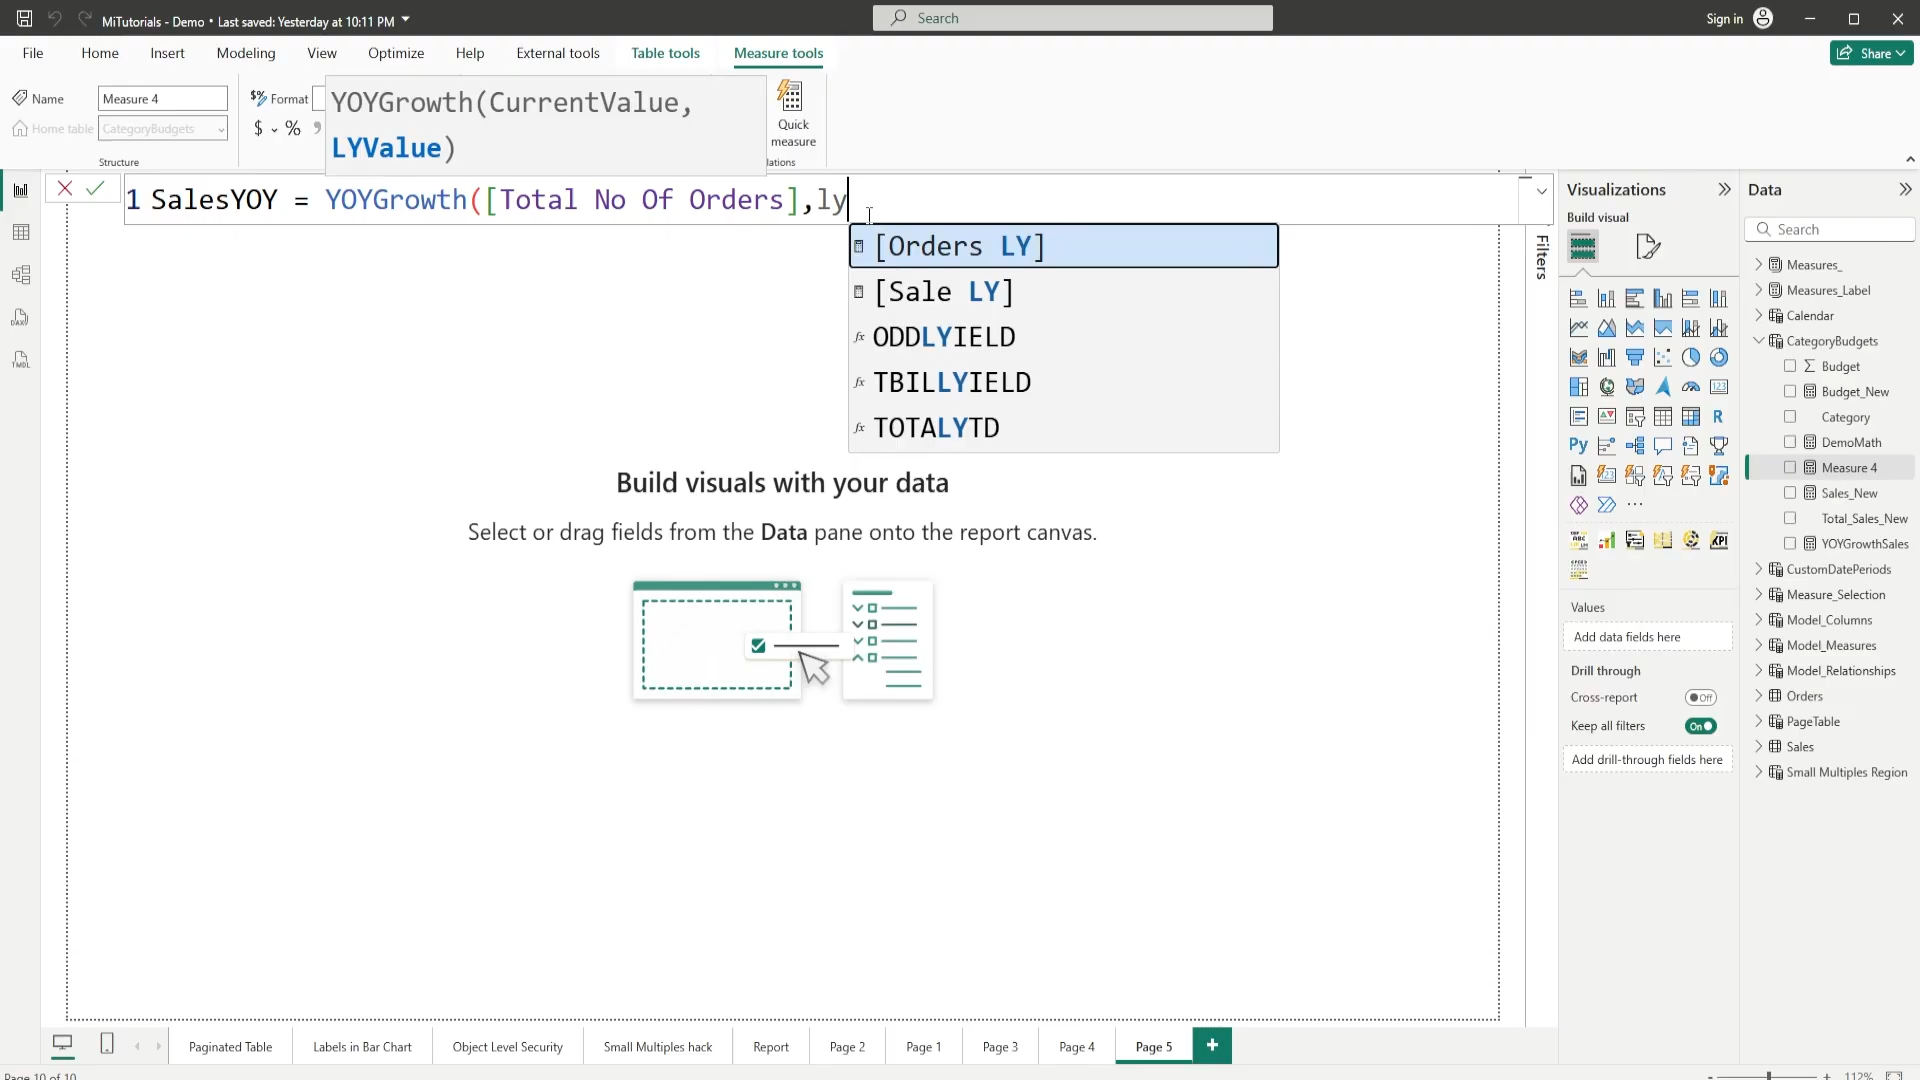 MiTutorials - Demo • Last saved: Yesterday at 10:11 PM
Search
Sign in
File
Home
Insert
Modeling
View
Optimize
Help
External tools
Table tools
Measure tools
Share
Name
Measure 4
Home table
CategoryBudgets
Structure
Format
$
%
YOYGrowth(CurrentValue,
LYValue)
Quick
measure
lations
1 SalesYOY = YOYGrowth([Total No Of Orders],ly
[Orders LY]
[Sale LY]
ODDLYIELD
TBILLYIELD
TOTALYTD
Build visuals with your data
Select or drag fields from the Data pane onto the report canvas.
Filters
Visualizations
Build visual
Values
Add data fields here
Drill through
Cross-report
Off
Keep all filters
On
Add drill-through fields here
Data
Search
Measures_
Measures_Label
Calendar
CategoryBudgets
Budget
Budget_New
Category
DemoMath
Measure 4
Sales_New
Total_Sales_New
YOYGrowthSales
CustomDatePeriods
Measure_Selection
Model_Columns
Model_Measures
Model_Relationships
Orders
PageTable
Sales
Small Multiples Region
DAX
TMDL
Paginated Table
Labels in Bar Chart
Object Level Security
Small Multiples hack
Report
Page 2
Page 1
Page 3
Page 4
Page 5
Page 10 of 10
112%